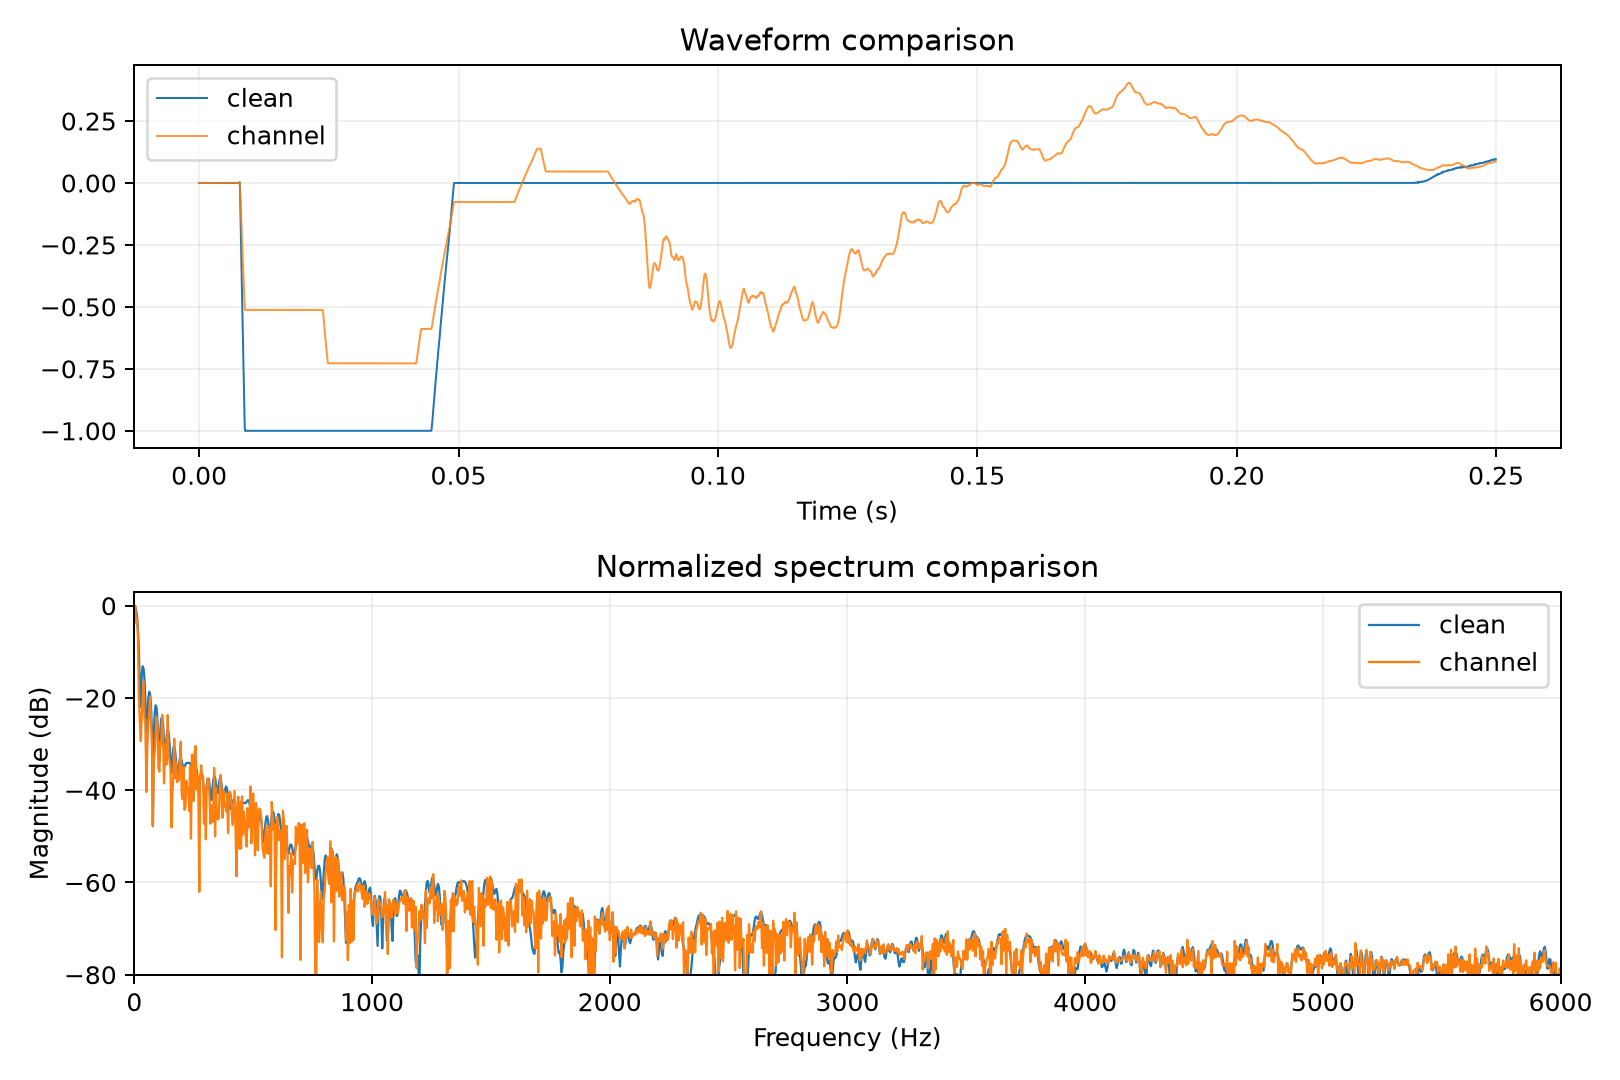 Waveform comparison
clean
channel
0.25
0.00
−0.25
−0.50
−0.75
−1.00
0.00 0.05 0.10 0.15 0.20 0.25
Time (s)
Normalized spectrum comparison
clean
channel
Magnitude (dB)
0
−20
−40
−60
−80
0 1000 2000 3000 4000 5000 6000
Frequency (Hz)